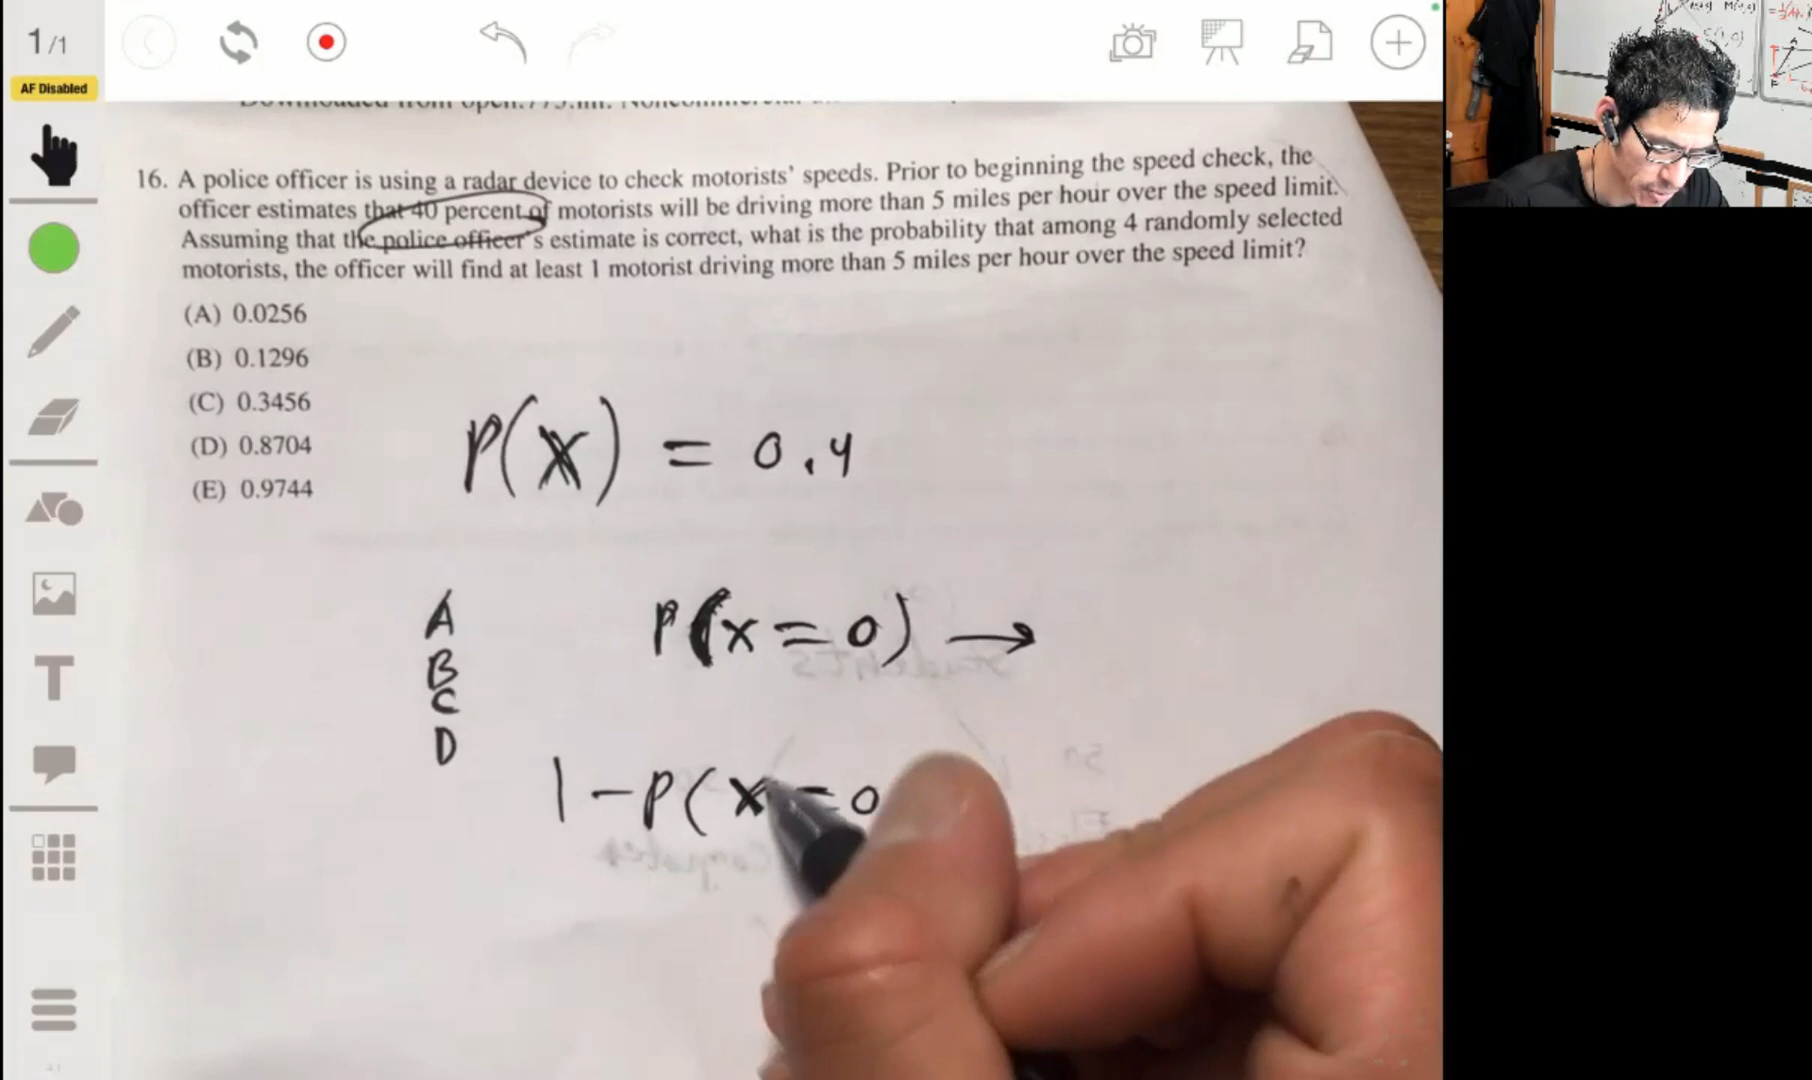 1/1
AF Disabled
16. A police officer is using a radar device to check motorists' speeds. Prior to beginning the speed check, the
officer estimates that 40 percent of motorists will be driving more than 5 miles per hour over the speed limit.
Assuming that the police officer's estimate is correct, what is the probability that among 4 randomly selected
motorists, the officer will find at least 1 motorist driving more than 5 miles per hour over the speed limit?
(A) 0.0256
(B) 0.1296
(C) 0.3456
(D) 0.8704
(E) 0.9744
P(X) = 0.4
A
P(x=0) →
B
C
D
1-P(x=0
T